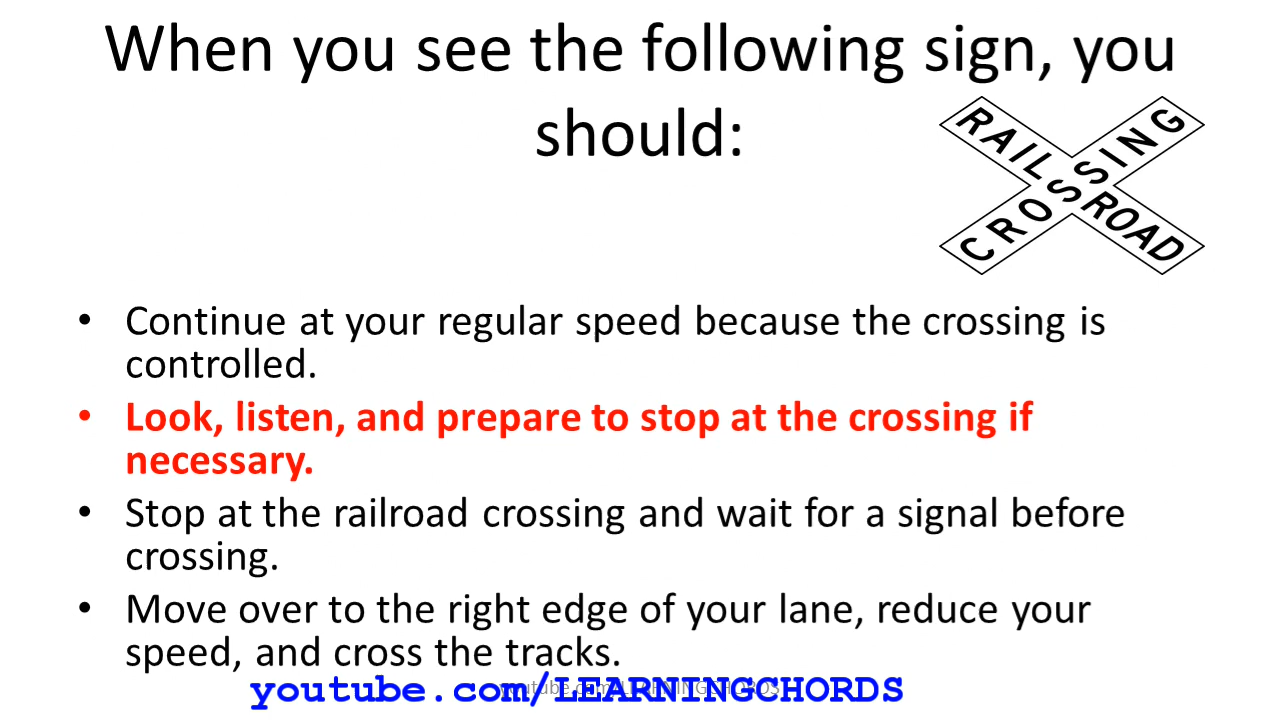 When you see the following sign, you
should:
RAILROAD
CROSSING
• Continue at your regular speed because the crossing is
controlled.
• Look, listen, and prepare to stop at the crossing if
necessary.
• Stop at the railroad crossing and wait for a signal before
crossing.
• Move over to the right edge of your lane, reduce your
speed, and cross the tracks.
youtube.com/LEARNINGCHORDS
youtube.com/LEARNINGCHORDS